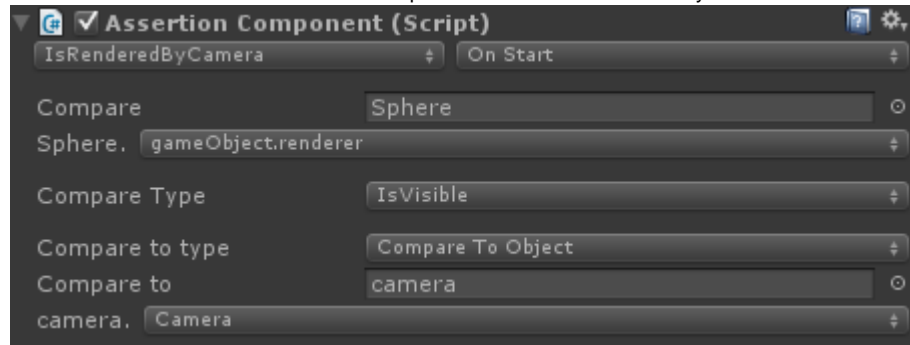 Assertion Component (Script)
IsRenderedByCamera On Start
Compare Sphere
Sphere. gameObject.renderer
Compare Type IsVisible
Compare to type Compare To Object
Compare to camera
camera. Camera